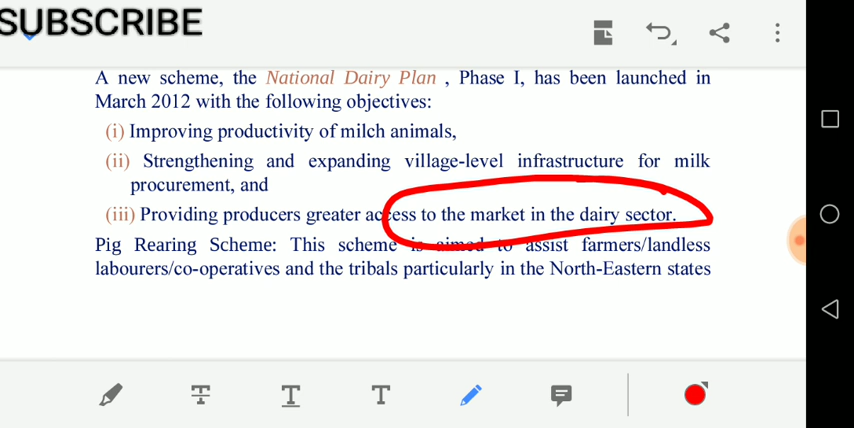 SUBSCRIBE
A new scheme, the National Dairy Plan , Phase I, has been launched in
March 2012 with the following objectives:
(i) Improving productivity of milch animals,
(ii) Strengthening and expanding village-level infrastructure for milk
procurement, and
(iii) Providing producers greater access to the market in the dairy sector.
Pig Rearing Scheme: This scheme is aimed to assist farmers/landless
labourers/co-operatives and the tribals particularly in the North-Eastern states